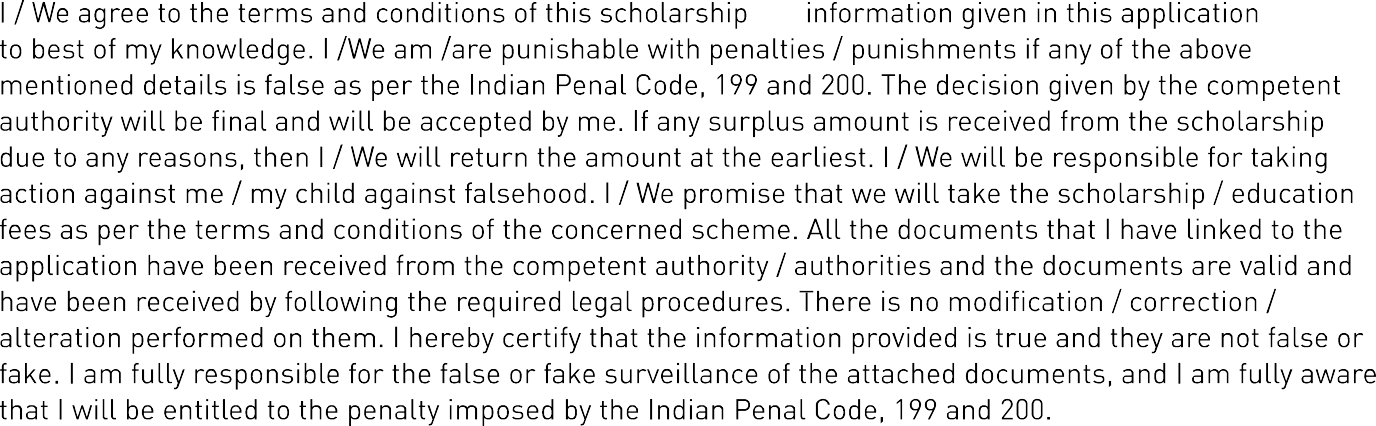 I / We agree to the terms and conditions of this scholarship information given in this application
to best of my knowledge. I /We am /are punishable with penalties / punishments if any of the above
mentioned details is false as per the Indian Penal Code, 199 and 200. The decision given by the competent
authority will be final and will be accepted by me. If any surplus amount is received from the scholarship
due to any reasons, then I / We will return the amount at the earliest. I / We will be responsible for taking
action against me / my child against falsehood. I / We promise that we will take the scholarship / education
fees as per the terms and conditions of the concerned scheme. All the documents that I have linked to the
application have been received from the competent authority / authorities and the documents are valid and
have been received by following the required legal procedures. There is no modification / correction /
alteration performed on them. I hereby certify that the information provided is true and they are not false or
fake. I am fully responsible for the false or fake surveillance of the attached documents, and I am fully aware
that I will be entitled to the penalty imposed by the Indian Penal Code, 199 and 200.